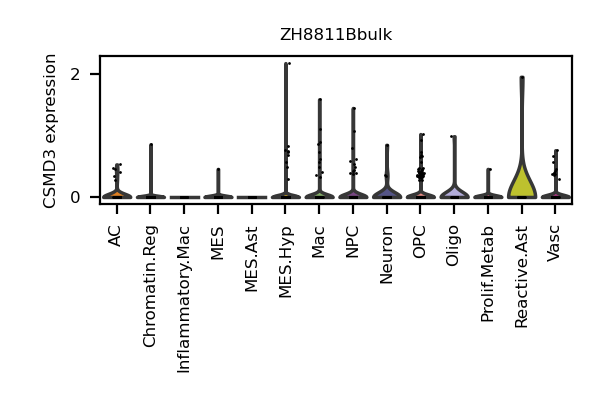 ZH8811Bbulk
CSMD3 expression
2
0
AC
Chromatin.Reg
Inflammatory.Mac
MES
MES.Ast
MES.Hyp
Mac
NPC
Neuron
OPC
Oligo
Prolif.Metab
Reactive.Ast
Vasc